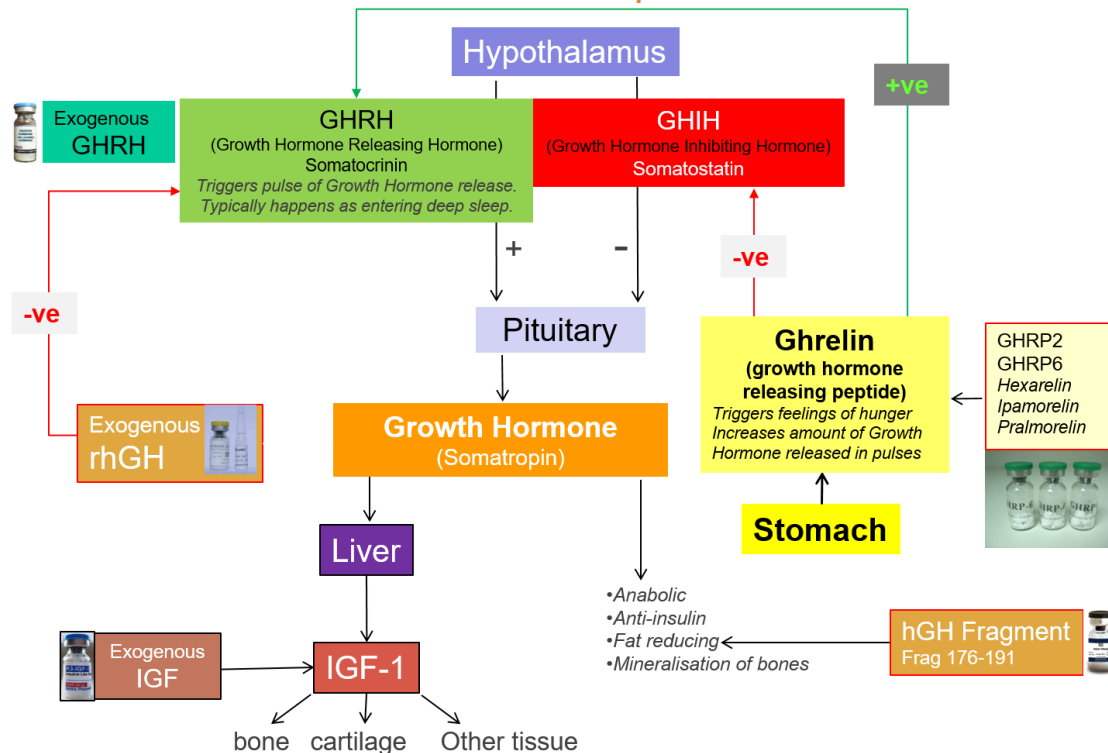 Hypothalamus
+ve
Exogenous
GHRH
GHRH
(Growth Hormone Releasing Hormone)
Somatocrinin
Triggers pulse of Growth Hormone release.
Typically happens as entering deep sleep.
GHIH
(Growth Hormone Inhibiting Hormone)
Somatostatin
+
-
-ve
-ve
Pituitary
Ghrelin
(growth hormone
releasing peptide)
Triggers feelings of hunger
Increases amount of Growth
Hormone released in pulses
GHRP2
GHRP6
Hexarelin
Ipamorelin
Pralmorelin
Exogenous
rhGH
Growth Hormone
(Somatropin)
Stomach
Liver
•Anabolic
•Anti-insulin
•Fat reducing
•Mineralisation of bones
hGH Fragment
Frag 176-191
Exogenous
IGF
IGF-1
bone cartilage Other tissue